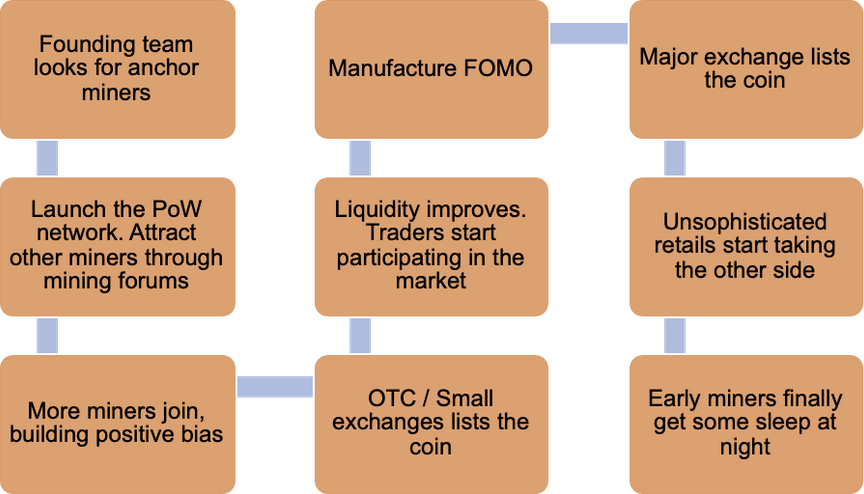 Founding team
looks for anchor
miners
Launch the PoW
network. Attract
other miners through
mining forums
More miners join,
building positive bias
OTC / Small
exchanges lists the
coin
Liquidity improves.
Traders start
participating in the
market
Manufacture FOMO
Major exchange lists
the coin
Unsophisticated
retails start taking
the other side
Early miners finally
get some sleep at
night